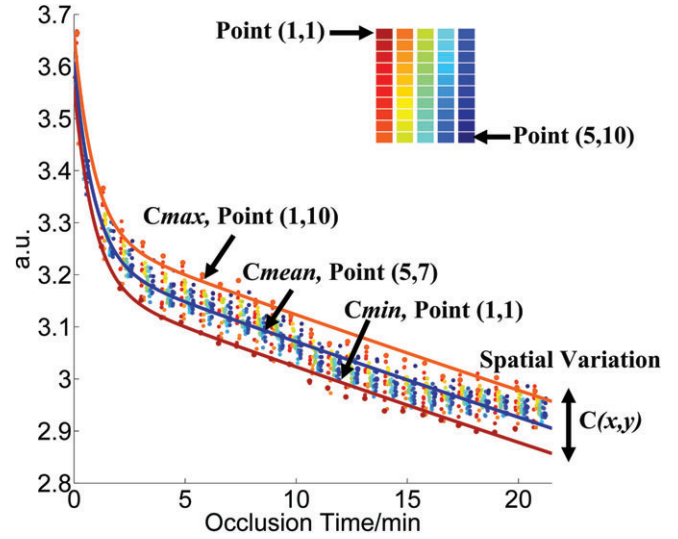 3.7
3.6
3.5
3.4
3.3
3.2
3.1
3
2.9
2.8
a.u.
Point (1,1)
Point (5,10)
Cmax, Point (1,10)
Cmean, Point (5,7)
Cmin, Point (1,1)
Spatial Variation
C(x,y)
0 5 10 15 20
Occlusion Time/min